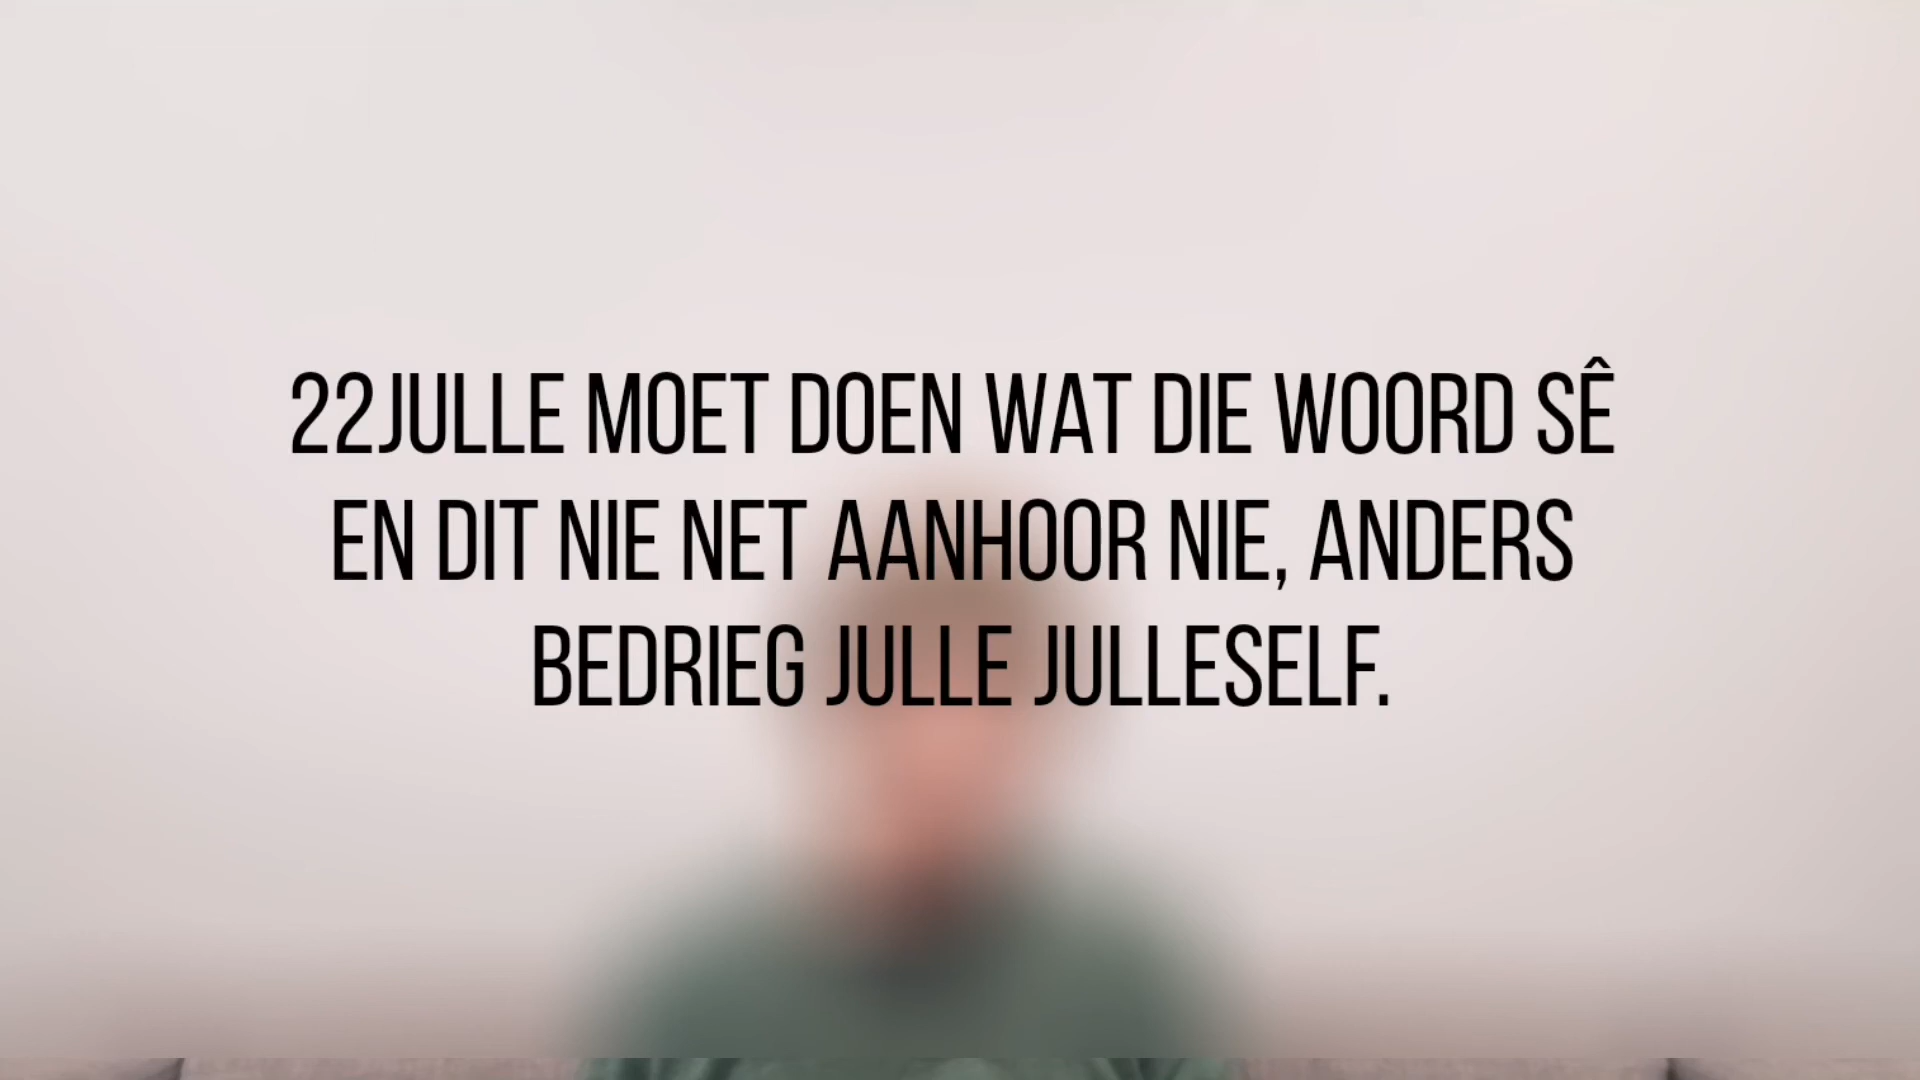 22JULLE MOET DOEN WAT DIE WOORD SÊ
EN DIT NIE NET AANHOOR NIE, ANDERS
BEDRIEG JULLE JULLESELF.